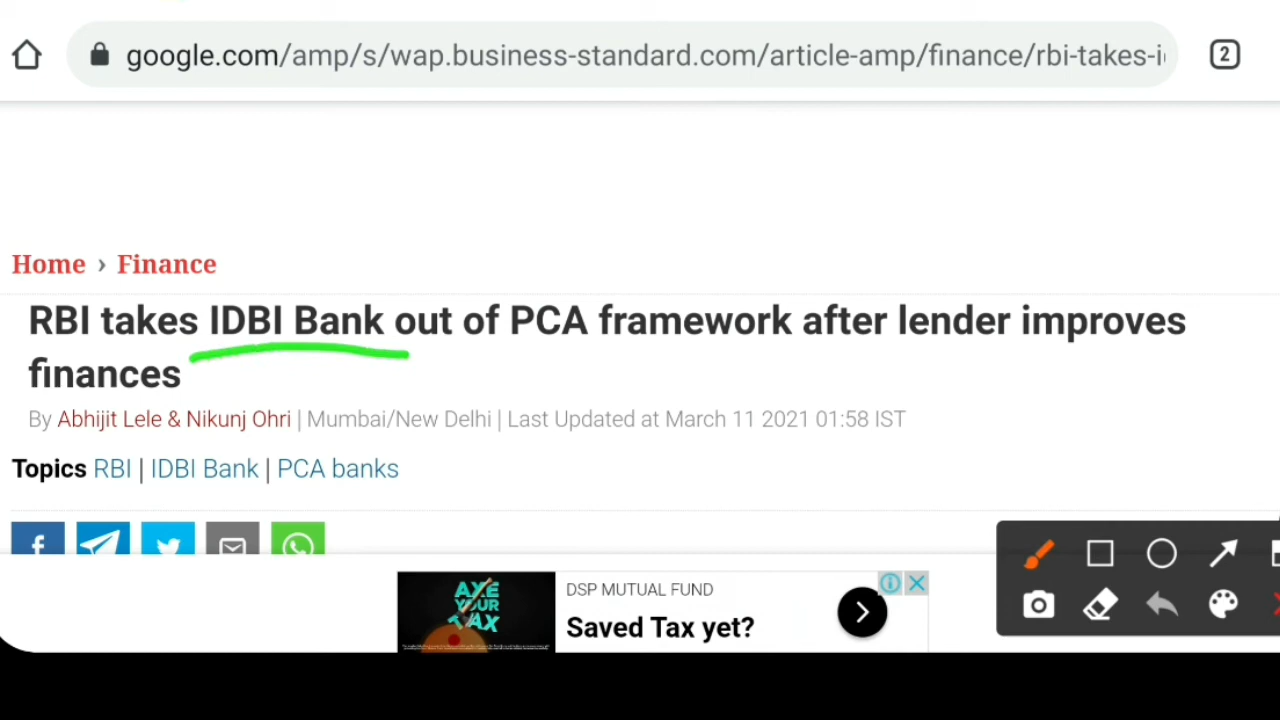 2
google.com/amp/s/wap.business-standard.com/article-amp/finance/rbi-takes-i
Home › Finance
RBI takes IDBI Bank out of PCA framework after lender improves
finances
By Abhijit Lele & Nikunj Ohri | Mumbai/New Delhi | Last Updated at March 11 2021 01:58 IST
Topics RBI | IDBI Bank | PCA banks
AXE
YOUR
TAX
DSP MUTUAL FUND
Saved Tax yet?